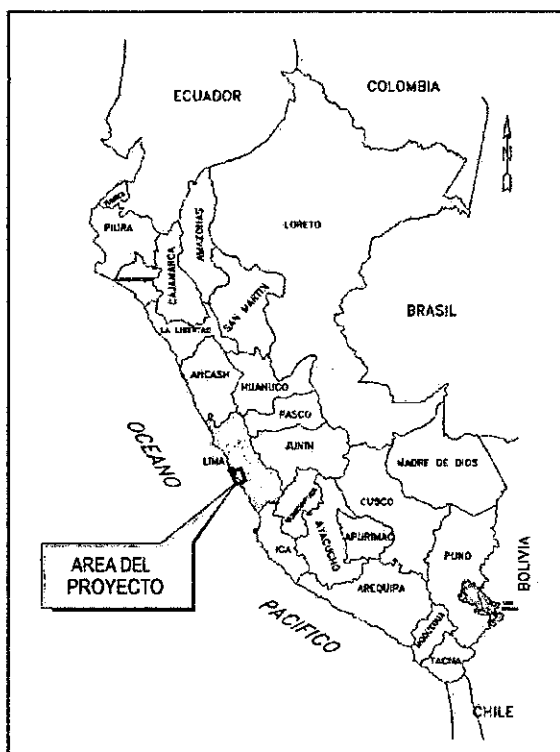 COLOMBIA
ECUADOR
N
LORETO
PIURA
AMAZONAS
CAJAMARCA
SAN MARTIN
BRASIL
LA LIBERTAD
ANCASH
HUANUCO
PASCO
OCEANO
LIMA
JUNIN
MADRE DE DIOS
CUSCO
AYACUCHO
APURIMAC
ICA
PUNO
BOLIVIA
AREA DEL
PROYECTO
AREQUIPA
PACIFICO
TACNA
CHILE